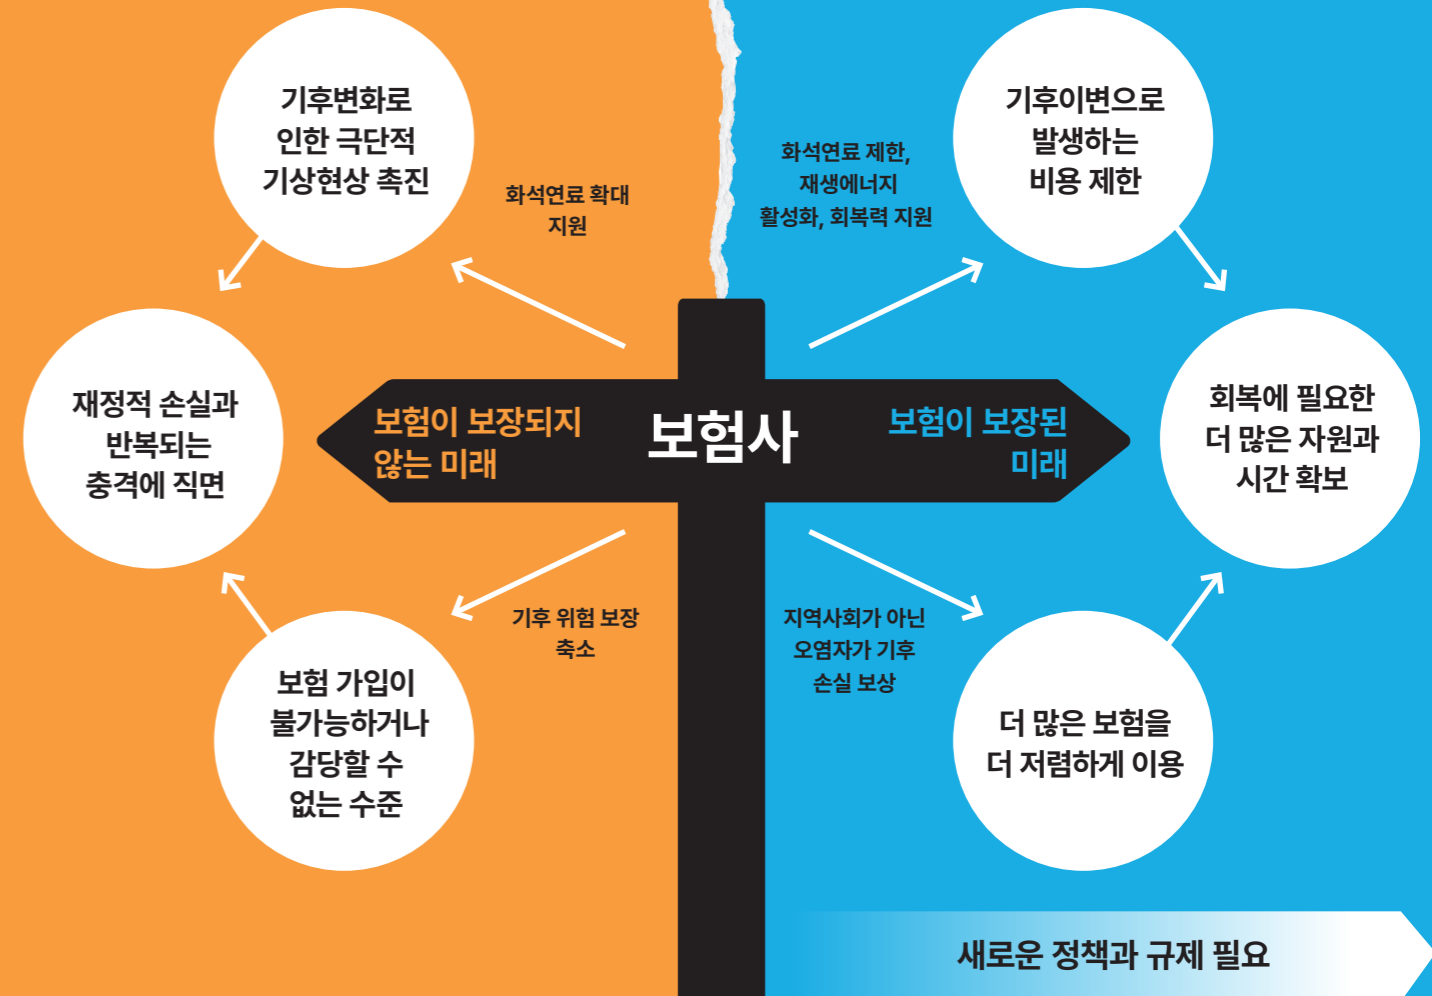 기후변화로
인한 극단적
기상현상 촉진
화석연료 확대
지원
재정적 손실과
반복되는
충격에 직면
보험이 보장되지
않는 미래
기후 위험 보장
축소
보험 가입이
불가능하거나
감당할 수
없는 수준
보험사
화석연료 제한,
재생에너지
활성화, 회복력 지원
기후이변으로
발생하는
비용 제한
보험이 보장된
미래
회복에 필요한
더 많은 자원과
시간 확보
지역사회가 아닌
오염자가 기후
손실 보상
더 많은 보험을
더 저렴하게 이용
새로운 정책과 규제 필요